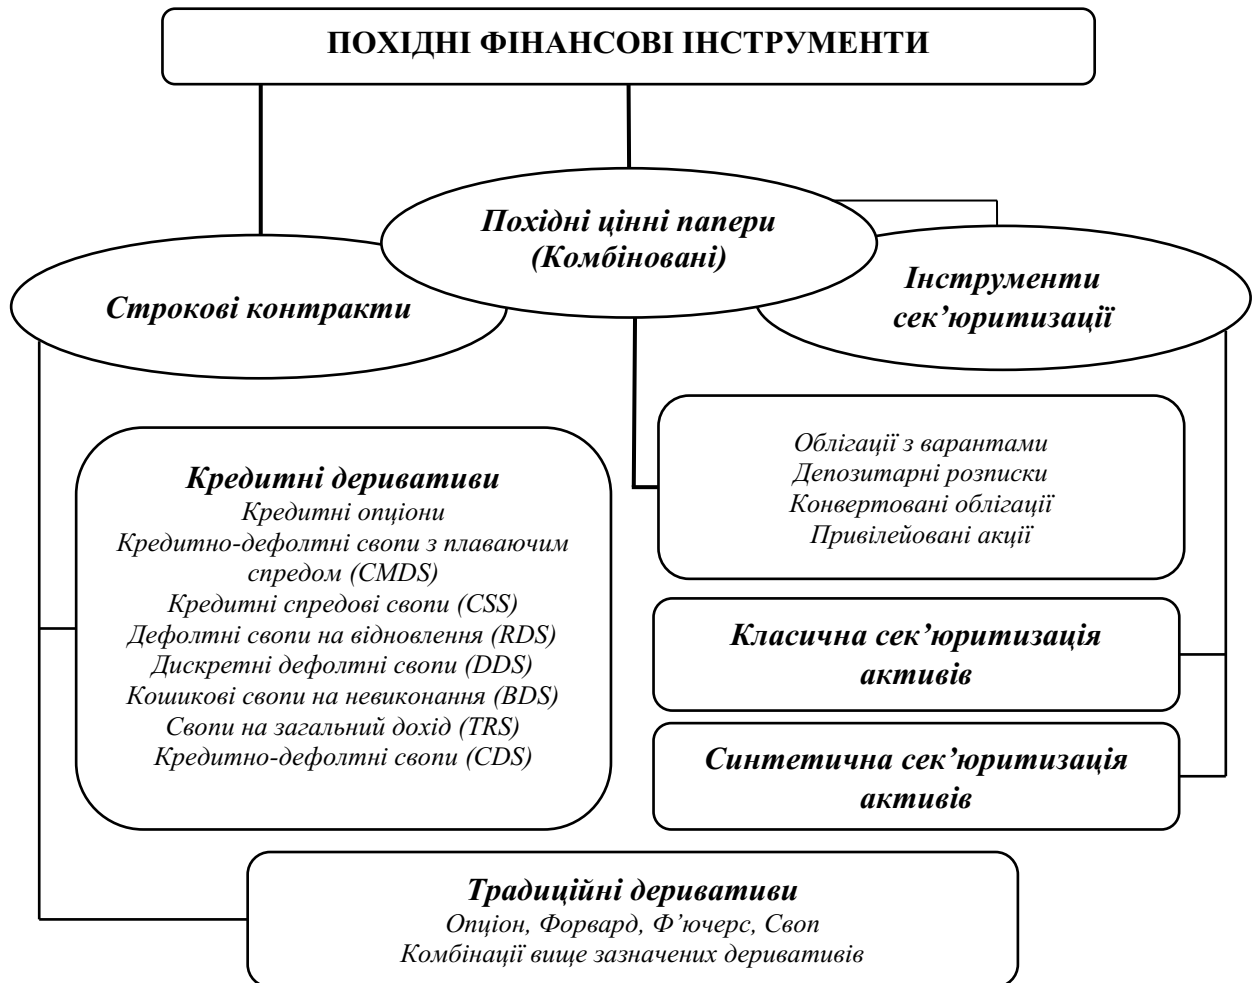 ПОХІДНІ ФІНАНСОВІ ІНСТРУМЕНТИ
Похідні цінні папери
(Комбіновані)
Строкові контракти
Інструменти
сек’юритизації
Кредитні деривативи
Кредитні опціони
Кредитно-дефолтні свопи з плаваючим
спредом (CMDS)
Кредитні спредові свопи (CSS)
Дефолтні свопи на відновлення (RDS)
Дискретні дефолтні свопи (DDS)
Кошикові свопи на невиконання (BDS)
Свопи на загальний дохід (TRS)
Кредитно-дефолтні свопи (CDS)
Облігації з варантами
Депозитарні розписки
Конвертовані облігації
Привілейовані акції
Класична сек’юритизація
активів
Синтетична сек’юритизація
активів
Традиційні деривативи
Опціон, Форвард, Ф’ючерс, Своп
Комбінації вище зазначених деривативів